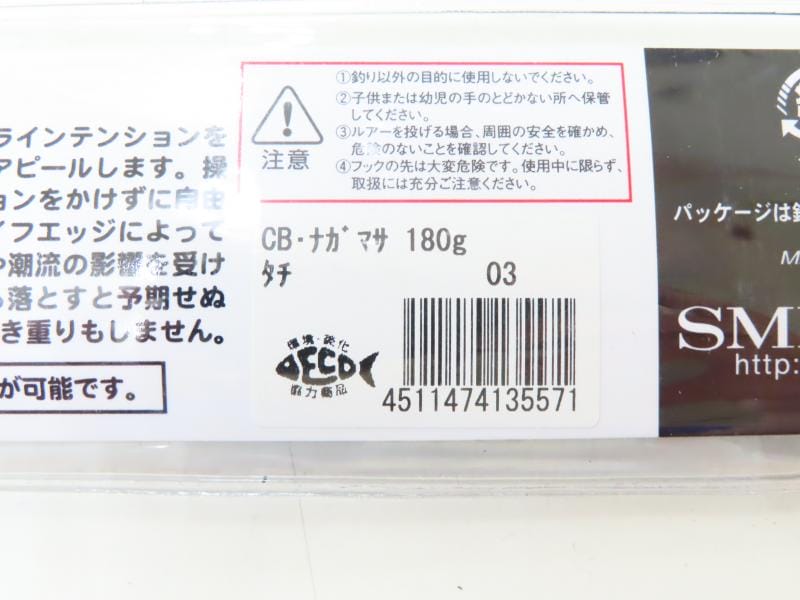 ラインテンションを
アピールします。操
ョンをかけずに自由
イフエッジによって
や潮流の影響を受け
落とすと予期せぬ
き重りもしません。
が可能です。
注意
①釣り以外の目的に使用しないでください。
②子供または幼児の手のとどかない所へ保管
してください。
③ルアーを投げる場合、周囲の安全を確かめ、
危険のないことを確認してください。
④フックの先は大変危険です。使用中に限らず、
取扱には充分ご注意ください。
CB・ナガマサ 180g
タチ 03
環境・强化
DECO
協力商品
4511474135571
パッケージは
SM
http: